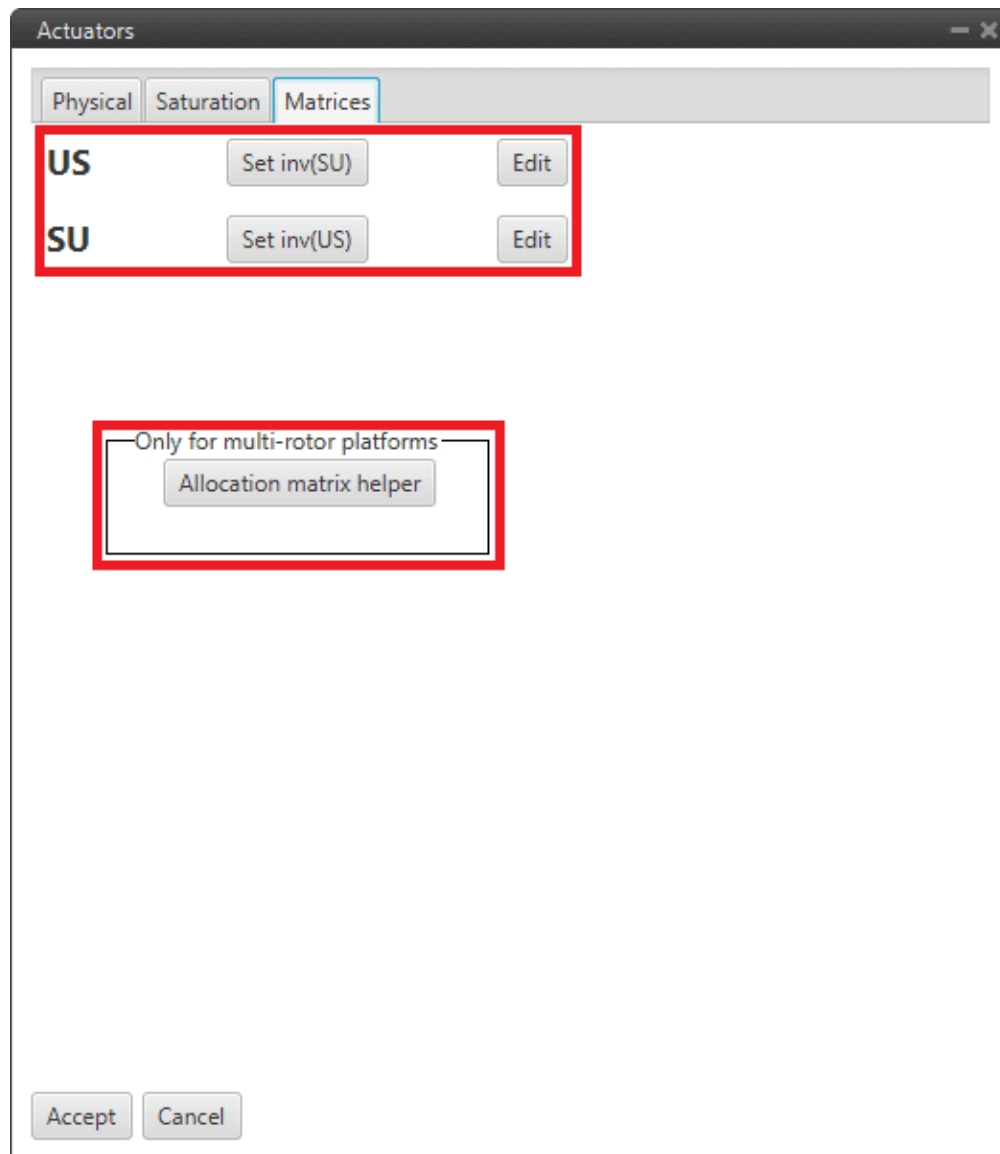 Actuators
Physical Saturation Matrices
US Set inv(SU) Edit
SU Set inv(US) Edit
Only for multi-rotor platforms
Allocation matrix helper
Accept Cancel